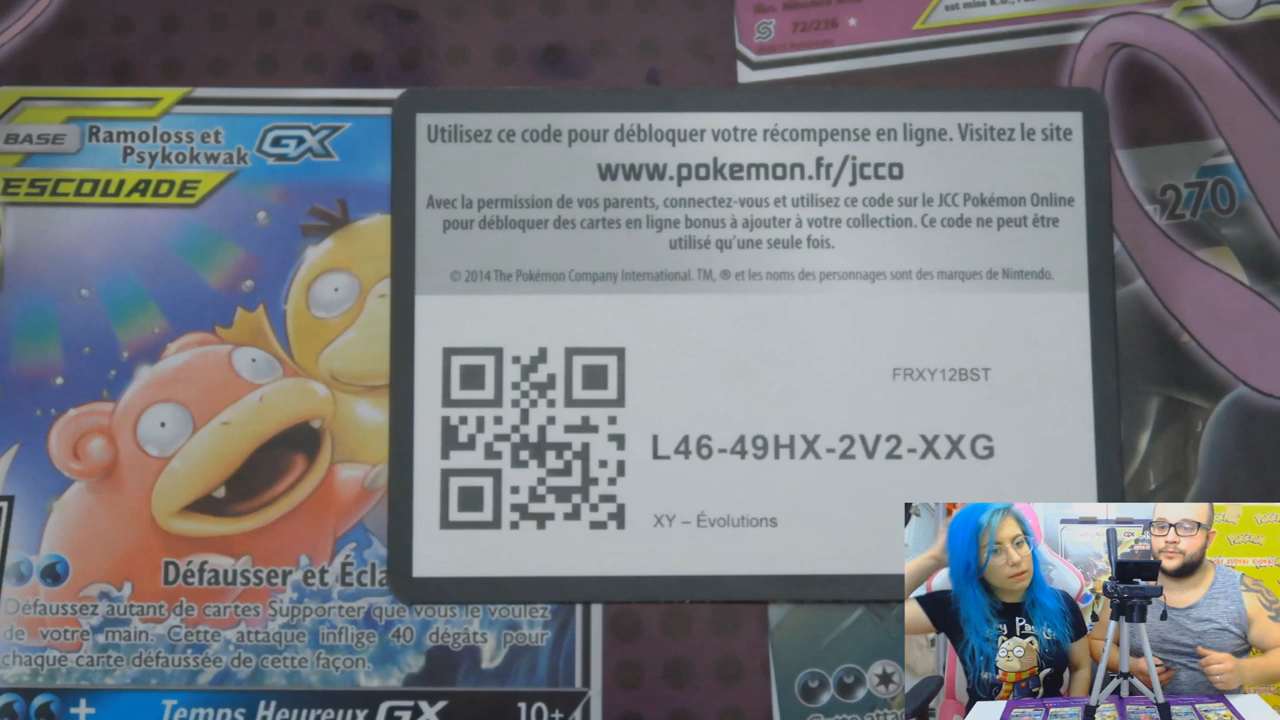 72/236
est mise K.O.,
BASE
Ramoloss et
Psykokwak GX
ESCOUADE
270
Utilisez ce code pour débloquer votre récompense en ligne. Visitez le site
www.pokemon.fr/jcco
Avec la permission de vos parents, connectez-vous et utilisez ce code sur le JCC Pokémon Online
pour débloquer des cartes en ligne bonus à ajouter à votre collection. Ce code ne peut être
utilisé qu'une seule fois.
© 2014 The Pokémon Company International. TM, ® et les noms des personnages sont des marques de Nintendo.
FRXY12BST
L46-49HX-2V2-XXG
XY – Évolutions
Défausser et Écla
Défaussez autant de cartes Supporter que vous le voulez
de votre main. Cette attaque inflige 40 dégâts pour
chaque carte défaussée de cette façon.
+ Temps Heureux GX 10+
Cette